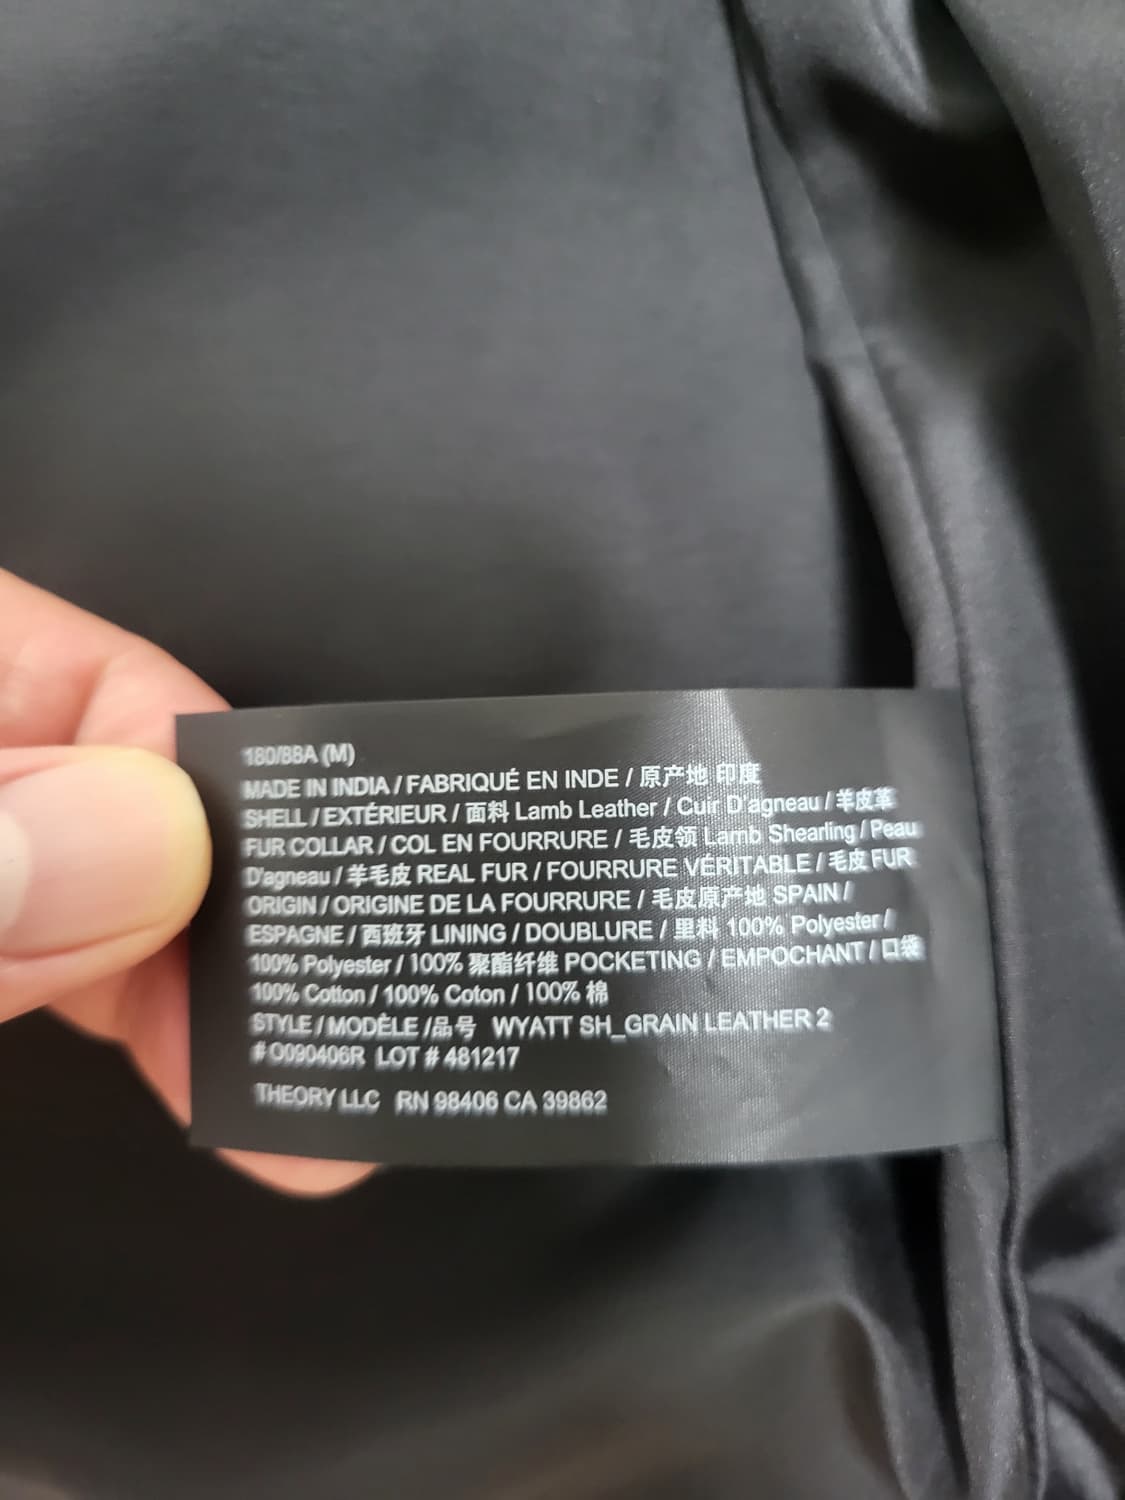 180/88A (M)
MADE IN INDIA / FABRIQUÉ EN INDE / 原产地 印度
SHELL / EXTÉRIEUR / 面料 Lamb Leather / Cuir D'agneau / 羊皮革
FUR COLLAR / COL EN FOURRURE / 毛皮领 Lamb Shearling / Peau
D'agneau / 羊毛皮 REAL FUR / FOURRURE VÉRITABLE / 毛皮 FUR
ORIGIN / ORIGINE DE LA FOURRURE / 毛皮原产地 SPAIN /
ESPAGNE / 西班牙 LINING / DOUBLURE / 里料 100% Polyester /
100% Polyester / 100% 聚酯纤维 POCKETING / EMPOCHANT / 口袋
100% Cotton / 100% Coton / 100% 棉
STYLE / MODÈLE /品号 WYATT SH_GRAIN LEATHER 2
# O090406R LOT # 481217
THEORY LLC RN 98406 CA 39862